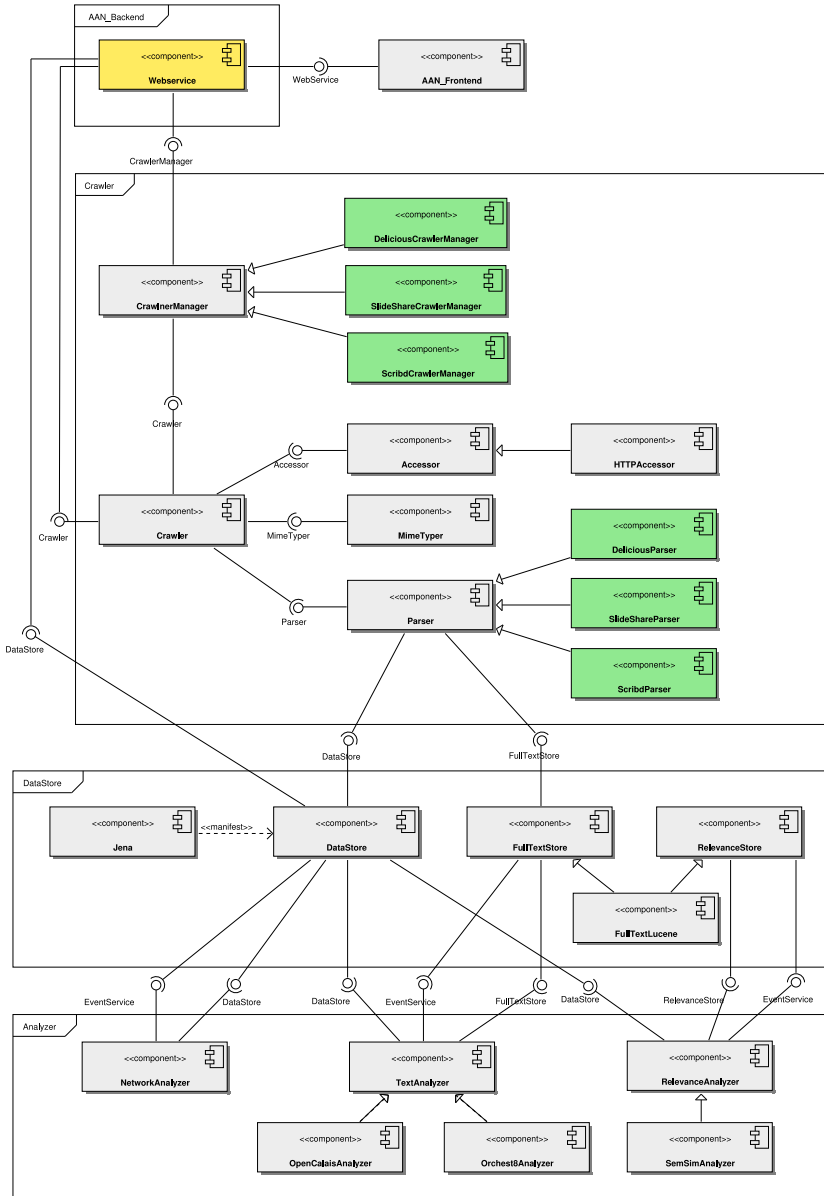 AAN_Backend
<<component>>
Webservice
WebService
<<component>>
AAN_Frontend
CrawlerManager
Crawler
<<component>>
DeliciousCrawlerManager
<<component>>
CrawlnerManager
<<component>>
SlideShareCrawlerManager
<<component>>
ScribdCrawlerManager
Crawler
<<component>>
Accessor
Accessor
<<component>>
HTTPAccessor
<<component>>
Crawler
Crawler
MimeTyper
<<component>>
MimeTyper
<<component>>
DeliciousParser
<<component>>
Parser
Parser
<<component>>
SlideShareParser
DataStore
<<component>>
ScribdParser
DataStore
FullTextStore
DataStore
<<component>>
Jena
<<manifest>>
<<component>>
DataStore
<<component>>
FullTextStore
<<component>>
RelevanceStore
<<component>>
FullTextLucene
EventService
DataStore
DataStore
EventService
FullTextStore
DataStore
RelevanceStore
EventService
Analyzer
<<component>>
NetworkAnalyzer
<<component>>
TextAnalyzer
<<component>>
RelevanceAnalyzer
<<component>>
OpenCalaisAnalyzer
<<component>>
Orchest8Analyzer
<<component>>
SemSimAnalyzer